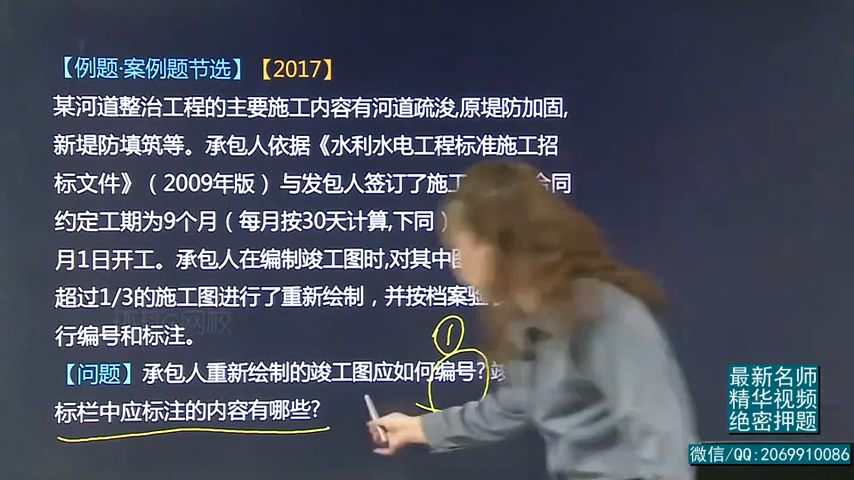 【例题·案例题节选】【2017】
某河道整治工程的主要施工内容有河道疏浚,原堤防加固,
新堤防填筑等。承包人依据《水利水电工程标准施工招
标文件》（2009年版）与发包人签订了施工 合同
约定工期为9个月（每月按30天计算,下同）
月1日开工。承包人在编制竣工图时,对其中
超过1/3的施工图进行了重新绘制，并按档案验
行编号和标注。
【问题】承包人重新绘制的竣工图应如何编号?
①
标栏中应标注的内容有哪些?
最新名师
精华视频
绝密押题
微信/QQ:2069910086